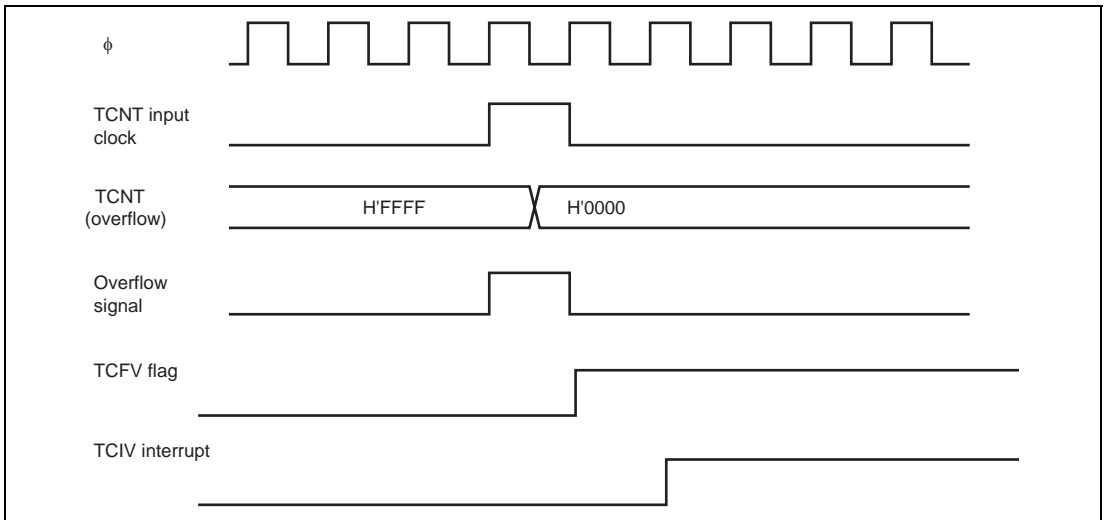 ϕ
TCNT input
clock
TCNT
(overflow)
H'FFFF
H'0000
Overflow
signal
TCFV flag
TCIV interrupt